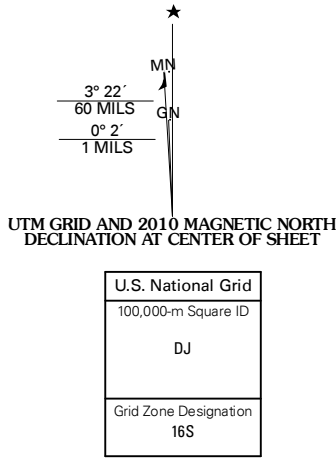 ★
MN
3° 22´
60 MILS
GN
0° 2´
1 MILS
UTM GRID AND 2010 MAGNETIC NORTH
DECLINATION AT CENTER OF SHEET
U.S. National Grid
100,000-m Square ID
DJ
Grid Zone Designation
16S